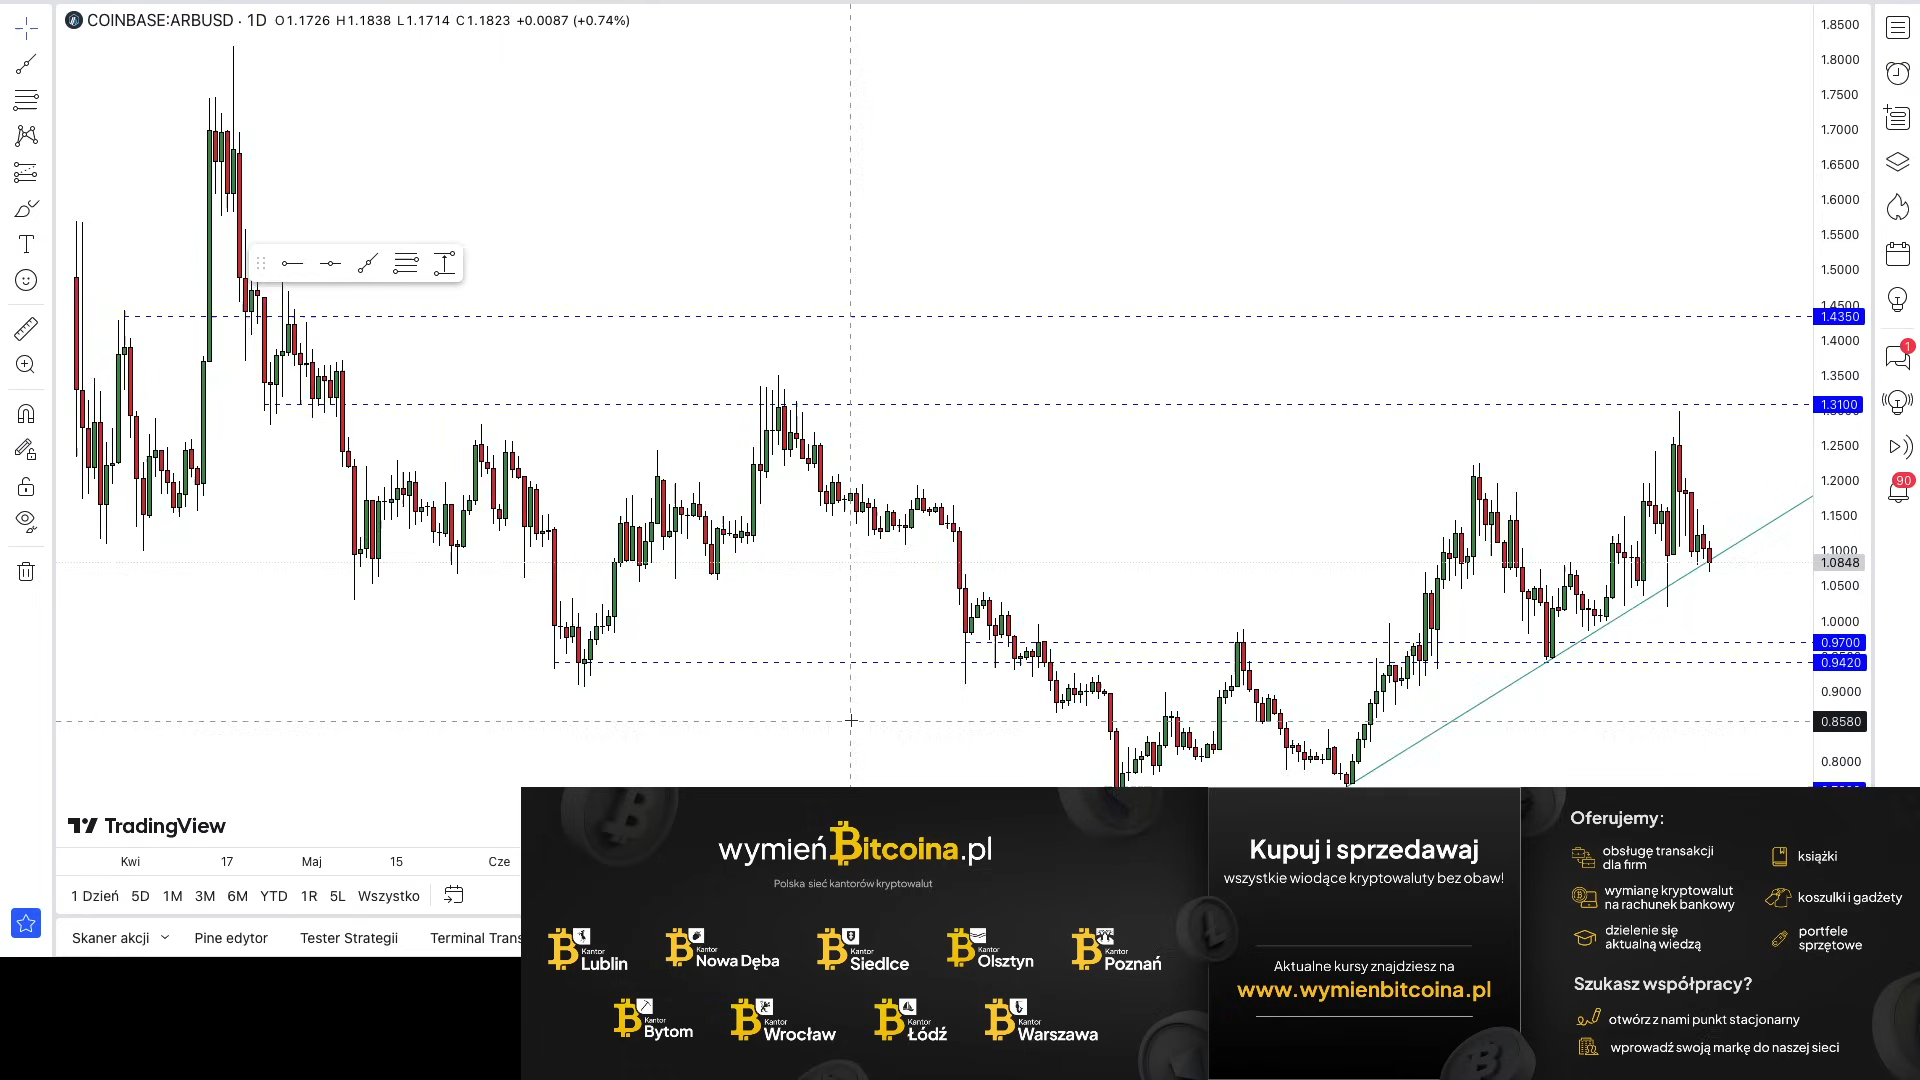 COINBASE:ARBUSD · 1D O1.1726 H1.1838 L1.1714 C1.1823 +0.0087 (+0.74%)
1.8500
1.8000
1.7500
1.7000
1.6500
1.6000
1.5500
1.5000
1.4500
1.4350
1.4000
1.3500
1.3100
1.2500
1.2000
1.1500
1.1000
1.0848
1.0500
1.0000
0.9700
0.9420
0.9000
0.8580
0.8000
1
90
TradingView
Kwi 17 Maj 15 Cze
1 Dzień 5D 1M 3M 6M YTD 1R 5L Wszystko
Skaner akcji Pine edytor Tester Strategii Terminal Trans
wymieńBitcoina.pl
Polska sieć kantorów kryptowalut
Kantor Lublin
Kantor Nowa Dęba
Kantor Siedlce
Kantor Olsztyn
Kantor Poznań
Kantor Bytom
Kantor Wrocław
Kantor Łódź
Kantor Warszawa
Kupuj i sprzedawaj
wszystkie wiodące kryptowaluty bez obaw!
Aktualne kursy znajdziesz na
www.wymienbitcoina.pl
Oferujemy:
obsługę transakcji
dla firm
wymianę kryptowalut
na rachunek bankowy
dzielenie się
aktualną wiedzą
książki
koszulki i gadżety
portfele
sprzętowe
Szukasz współpracy?
otwórz z nami punkt stacjonarny
wprowadź swoją markę do naszej sieci